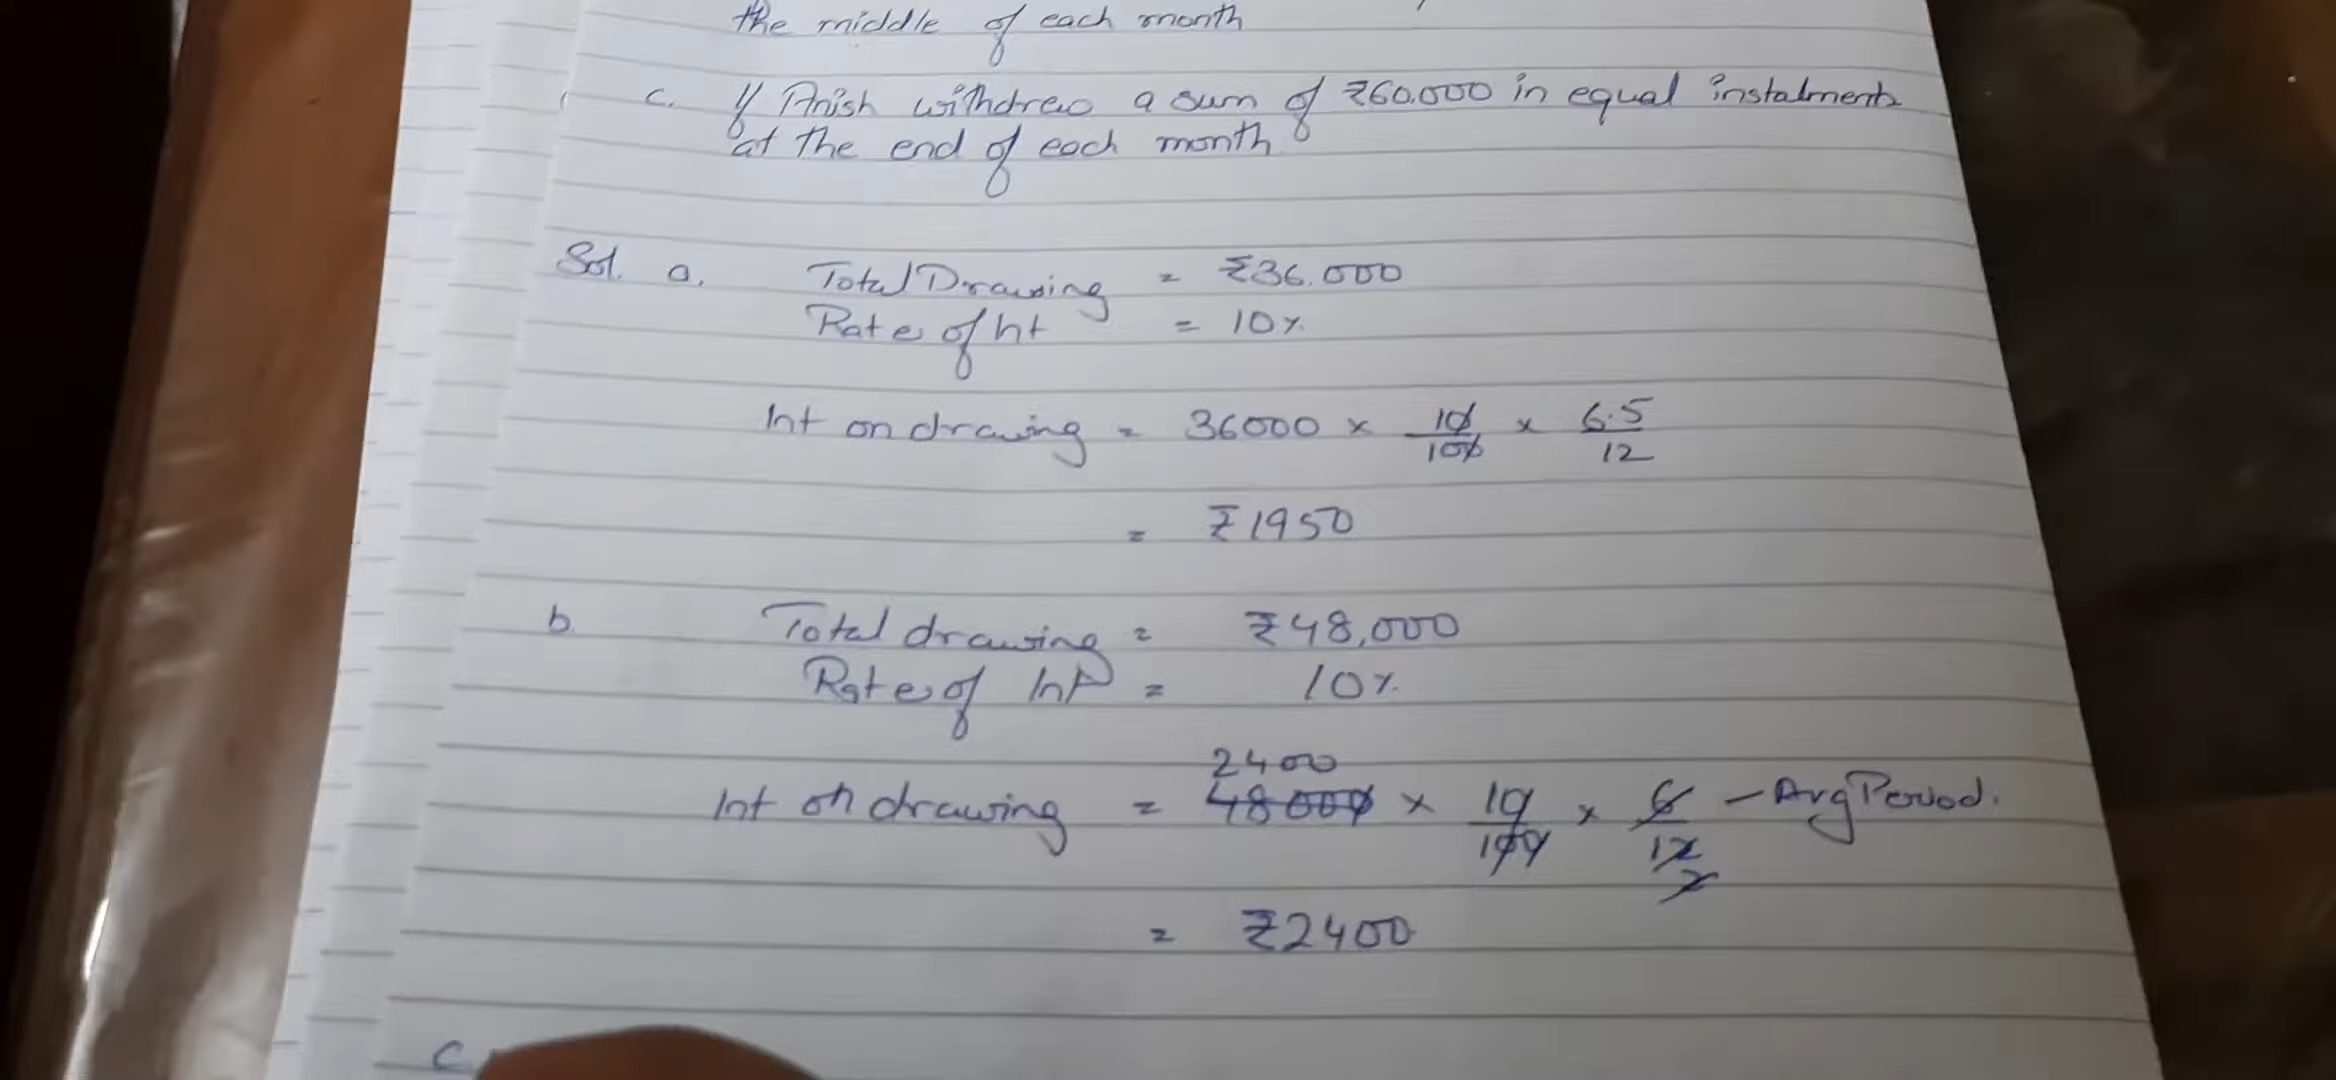 the middle of each month
c. If Anish withdrew a sum of ₹60,000 in equal instalments
at the end of each month
Sol. a. Total Drawing = ₹36,000
Rate of Int = 10%
Int on drawing = 36000 × 10/100 × 6.5/12
= ₹1950
b. Total drawing = ₹48,000
Rate of Int = 10%
2400
Int on drawing = 48000 × 10/100 × 6/12 - Avg Period.
2
= ₹2400
c